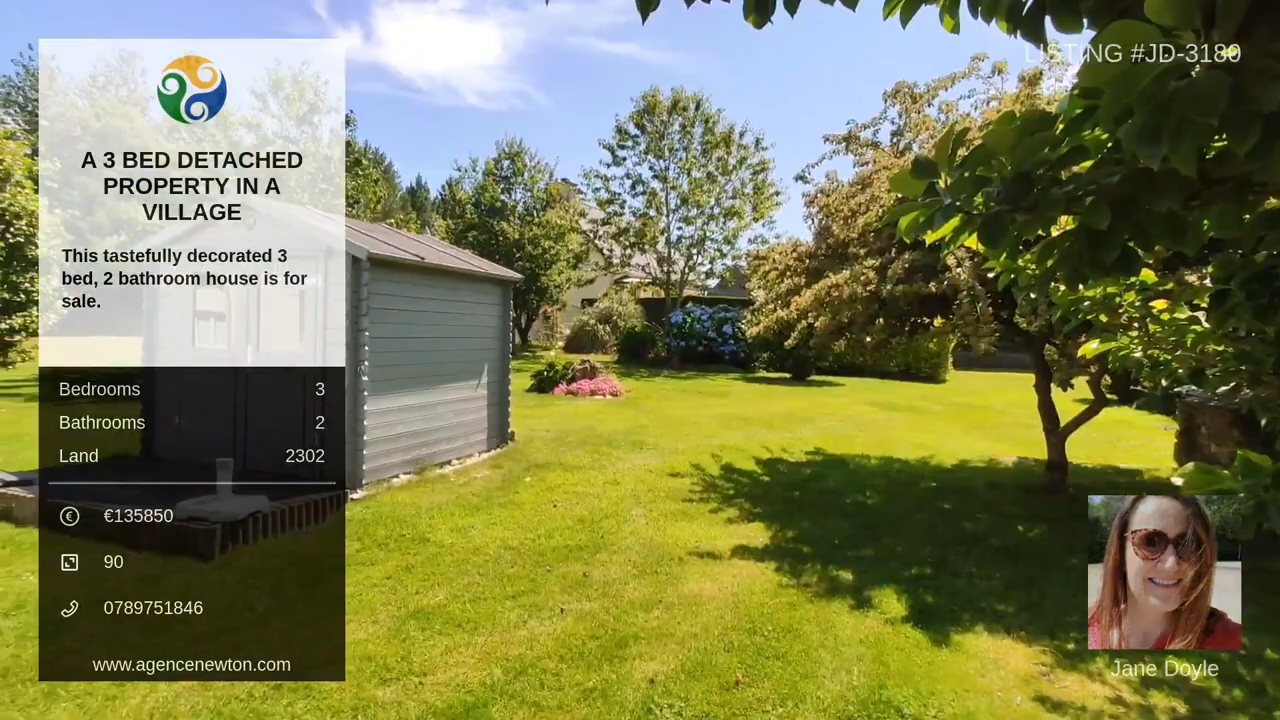 LISTING #JD-3180
A 3 BED DETACHED
PROPERTY IN A
VILLAGE
This tastefully decorated 3
bed, 2 bathroom house is for
sale.
Bedrooms 3
Bathrooms 2
Land 2302
€135850
90
0789751846
www.agencenewton.com
Jane Doyle